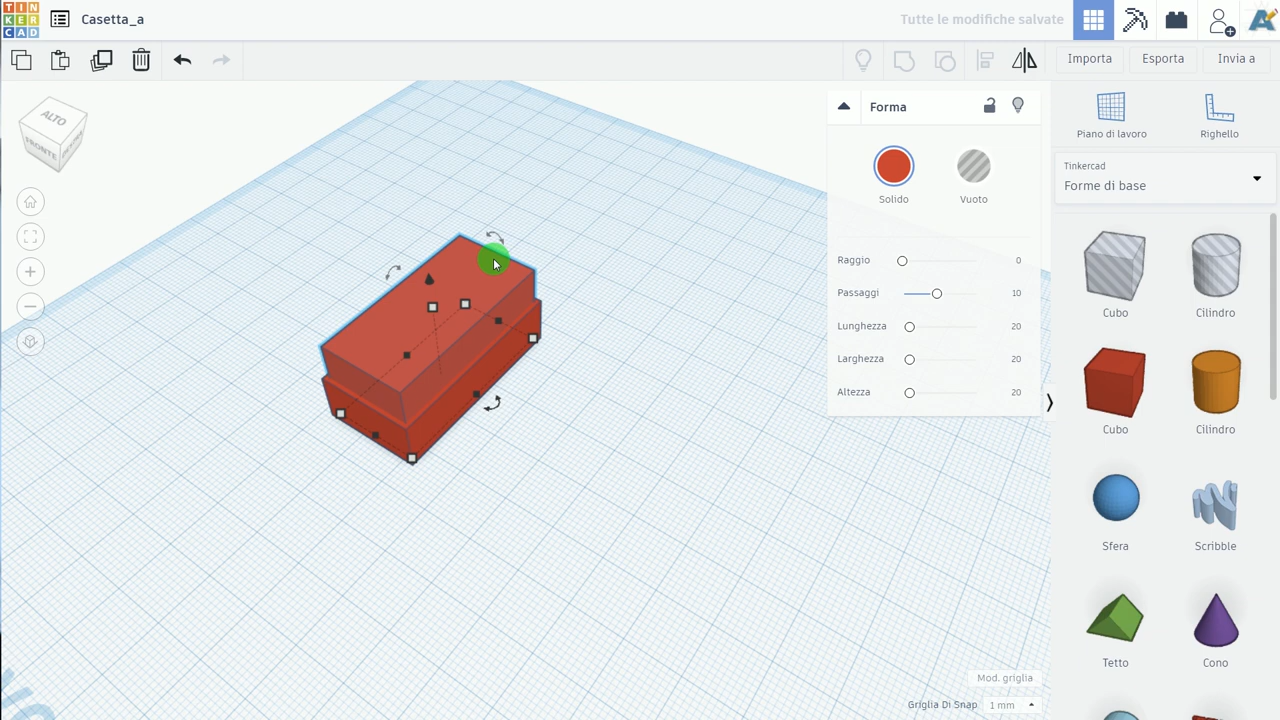 TIN
KER
CAD
Casetta_a
Tutte le modifiche salvate
Importa
Esporta
Invia a
ALTO
FRONTE
Forma
Solido
Vuoto
Raggio 0
Passaggi 10
Lunghezza 20
Larghezza 20
Altezza 20
Piano di lavoro
Righello
Tinkercad
Forme di base
Cubo
Cilindro
Cubo
Cilindro
Sfera
Scribble
Tetto
Cono
Mod. griglia
Griglia Di Snap 1 mm